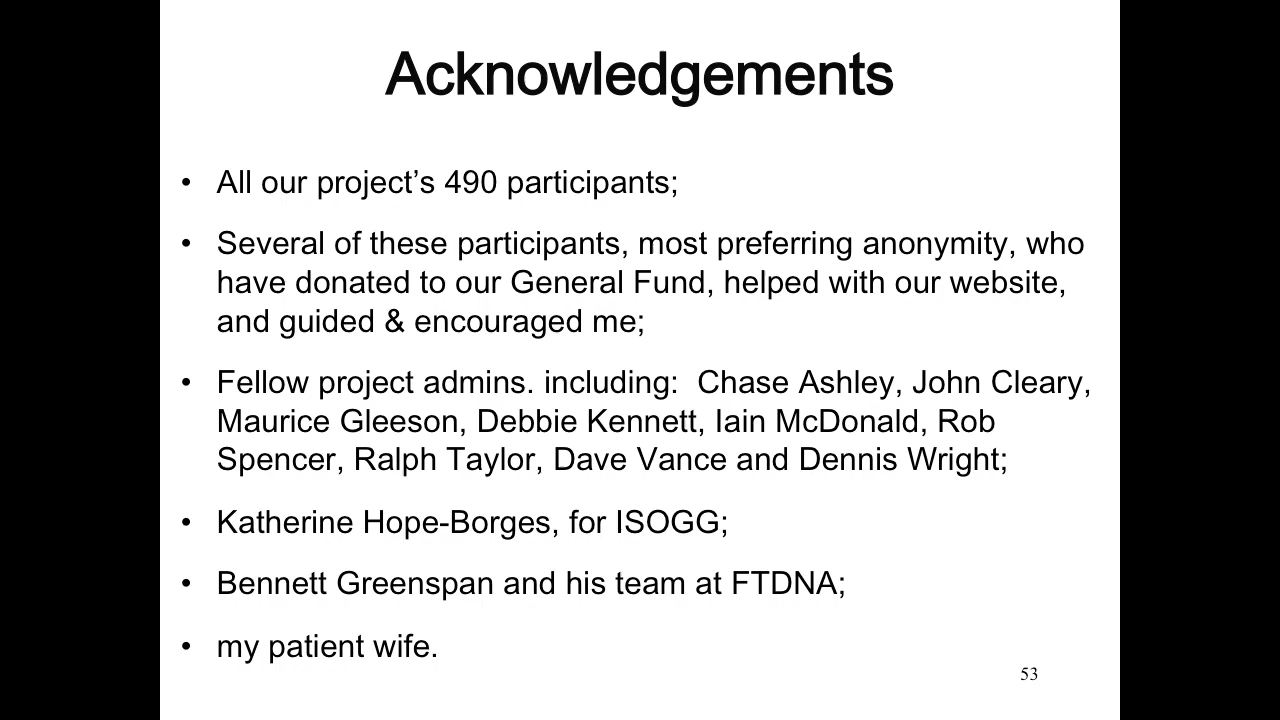 Acknowledgements
• All our project’s 490 participants;
• Several of these participants, most preferring anonymity, who
have donated to our General Fund, helped with our website,
and guided & encouraged me;
• Fellow project admins. including:  Chase Ashley, John Cleary,
Maurice Gleeson, Debbie Kennett, Iain McDonald, Rob
Spencer, Ralph Taylor, Dave Vance and Dennis Wright;
• Katherine Hope-Borges, for ISOGG;
• Bennett Greenspan and his team at FTDNA;
• my patient wife.
53